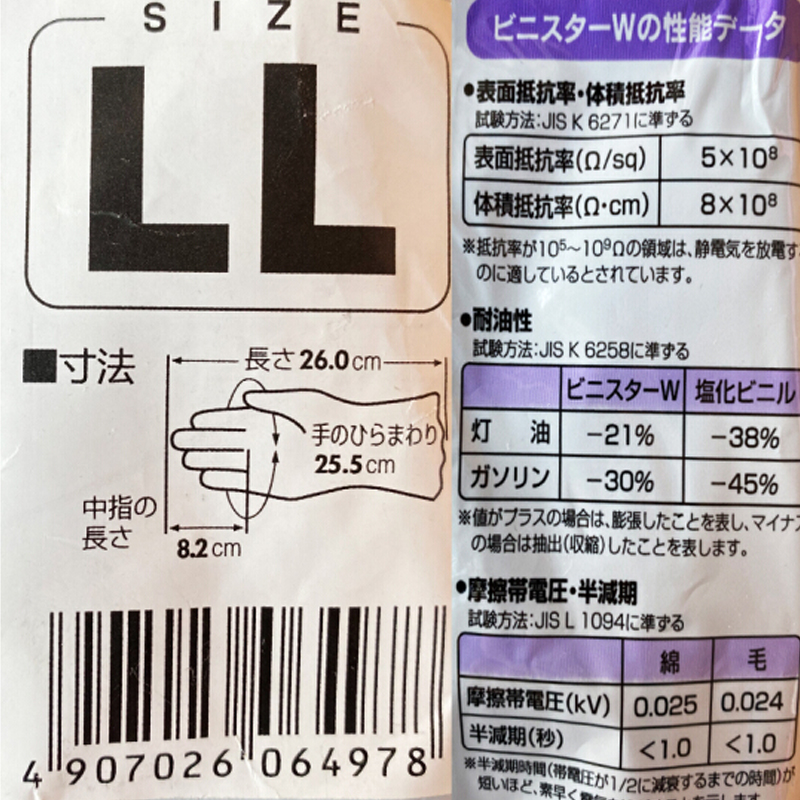 SIZE
LL
■寸法
長さ26.0cm
手のひらまわり
25.5cm
中指の
長さ
8.2cm
4 907026 064978
ビニスターWの性能データ
●表面抵抗率・体積抵抗率
試験方法:JIS K 6271に準ずる
表面抵抗率(Ω/sq) 5×10⁸
体積抵抗率(Ω・cm) 8×10⁸
※抵抗率が10⁵～10⁹Ωの領域は、静電気を放電す
のに適しているとされています。
●耐油性
試験方法:JIS K 6258に準ずる
ビニスターW 塩化ビニル
灯油 −21% −38%
ガソリン −30% −45%
※値がプラスの場合は、膨張したことを表し、マイナス
の場合は抽出(収縮)したことを表します。
●摩擦帯電圧・半減期
試験方法:JIS L 1094に準ずる
綿 毛
摩擦帯電圧(kV) 0.025 0.024
半減期(秒) <1.0 <1.0
※半減期時間(帯電圧が1/2に減衰するまでの時間)が
短いほど、素早く